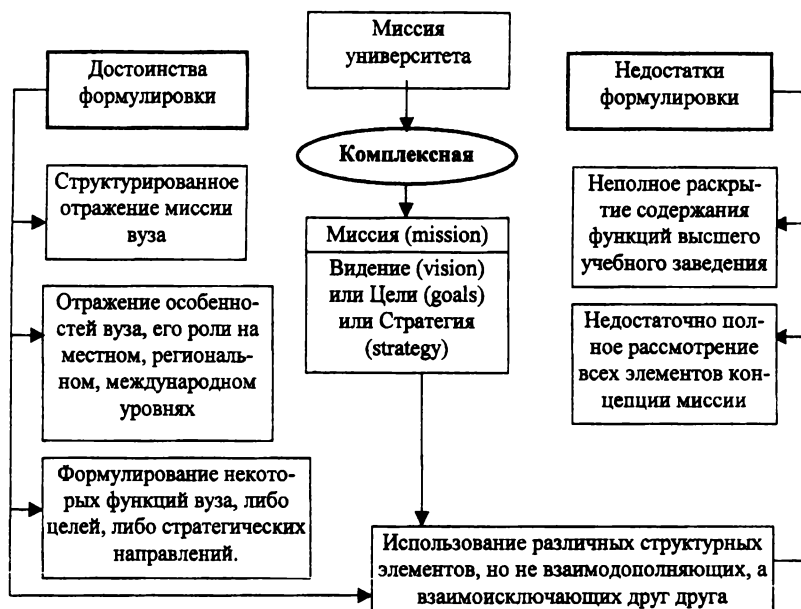 Миссия
университета
Достоинства
формулировки
Недостатки
формулировки
Комплексная
Структурированное
отражение миссии
вуза
Миссия (mission)
Видение (vision)
или Цели (goals)
или Стратегия
(strategy)
Неполное раскры-
тие содержания
функций высшего
учебного заведения
Отражение особенно-
стей вуза, его роли на
местном, региональ-
ном, международном
уровнях
Недостаточно пол-
ное рассмотрение
всех элементов кон-
цепции миссии
Формулирование некото-
рых функций вуза, либо
целей, либо стратегических
направлений.
Использование различных структурных
элементов, но не взаимодополняющих, а
взаимоисключающих друг друга